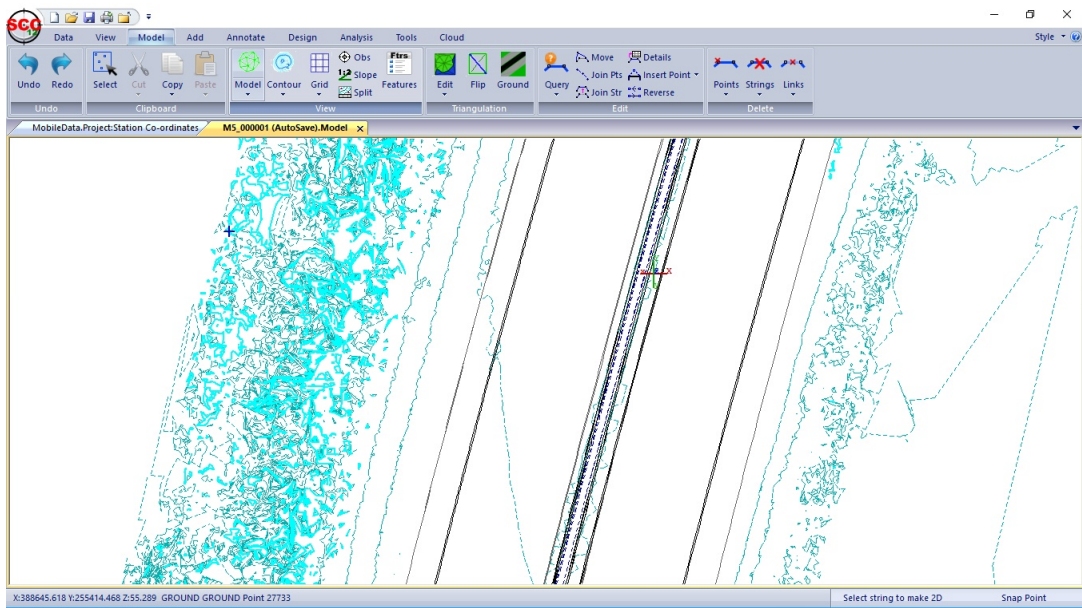 SCC
Data View Model Add Annotate Design Analysis Tools Cloud Style
Undo Redo Select Cut Copy Paste Model Contour Grid Obs 1:2 Slope Split Ftrs Features Edit Flip Ground Query Move Join Pts Join Str Details Insert Point Reverse Points Strings Links
Undo Clipboard View Triangulation Edit Delete
MobileData.Project:Station Co-ordinates M5_000001 (AutoSave).Model
X
X:388645.618 Y:255414.468 Z:55.289 GROUND GROUND Point 27733 Select string to make 2D Snap Point